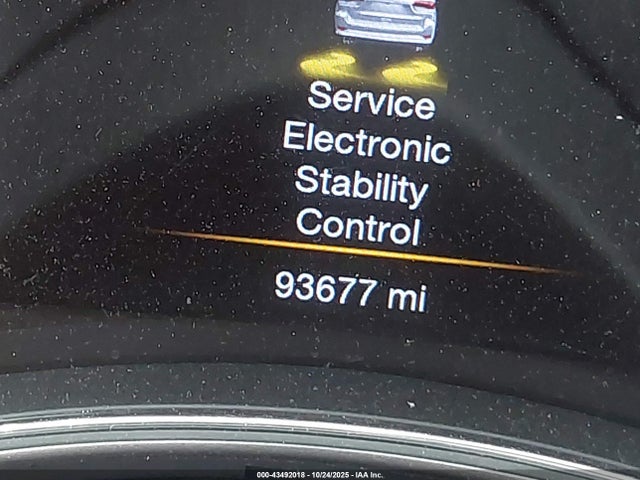 Service
Electronic
Stability
Control
93677 mi
000-43492018 - 10/24/2025 - IAA Inc.